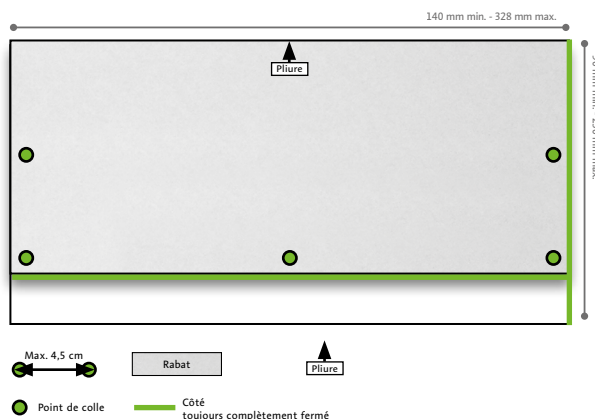 140 mm min. - 328 mm max.
Pliure
Max. 4,5 cm
Rabat
Pliure
Point de colle
Côté
toujours complètement fermé